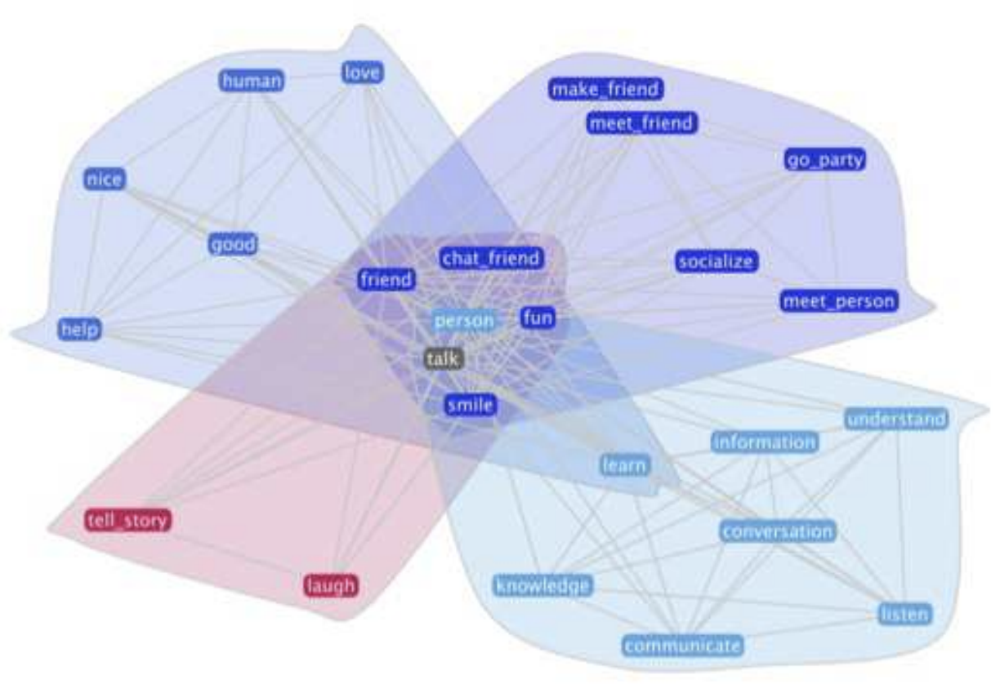 love
human
make_friend
meet_friend
go_party
nice
good
chat_friend
socialize
friend
meet_person
person
fun
help
talk
smile
understand
information
learn
tell_story
conversation
laugh
knowledge
listen
communicate